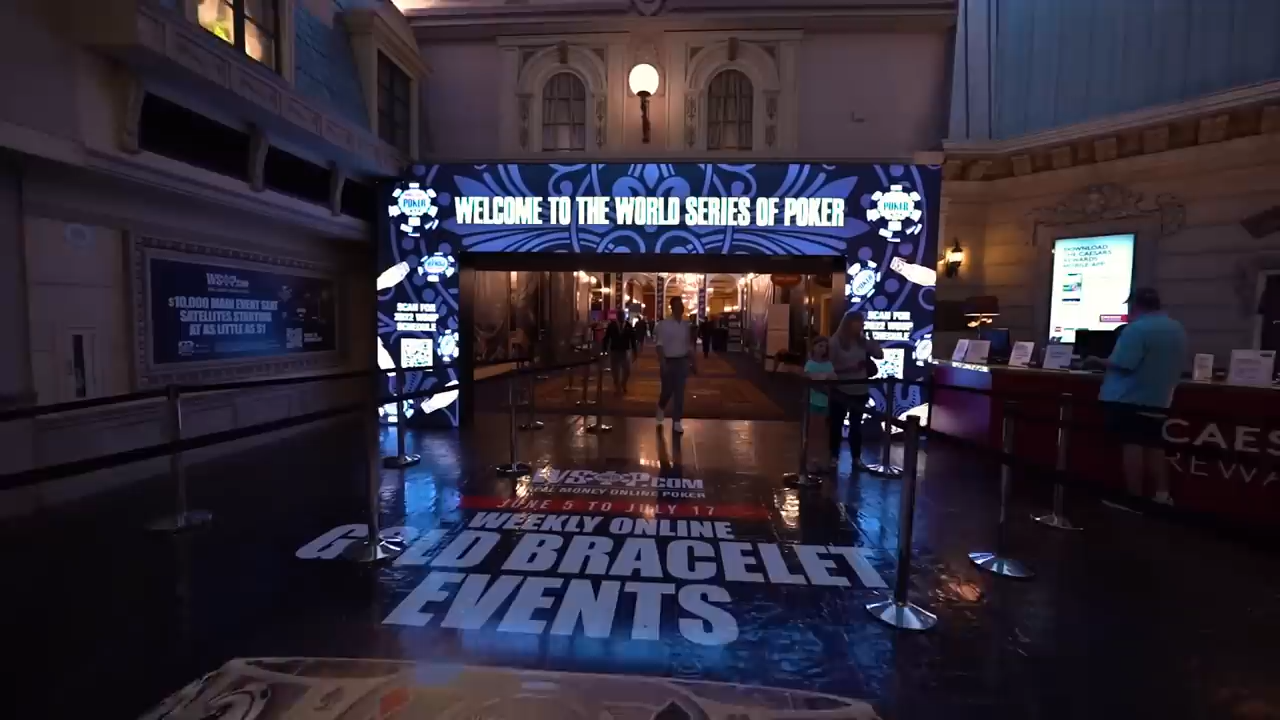 WELCOME TO THE WORLD SERIES OF POKER
POKER
POKER
SCAN FOR
2022 WSOP
SCHEDULE
SCAN FOR
2022 WSOP
SCHEDULE
$10,000 MAIN EVENT SEAT
SATELLITES STARTING
AT AS LITTLE AS $1
DOWNLOAD
THE CAESARS
REWARDS
MOBILE APP
CAES
REWA
WSOP.COM
REAL MONEY ONLINE POKER
JUNE 5 TO JULY 17
WEEKLY ONLINE
GOLD BRACELET
EVENTS